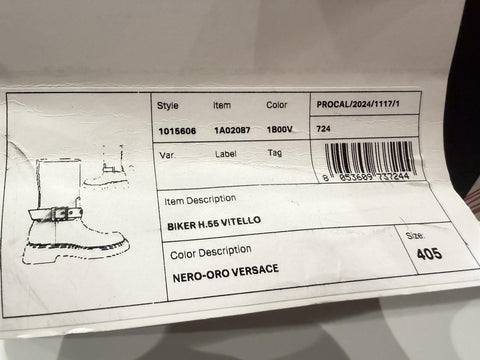 Style Item Color PROCAL/2024/1117/1
1015606 1A02087 1B00V 724
Var. Label Tag
8 053609 737244
Item Description
BIKER H.55 VITELLO
Color Description
NERO-ORO VERSACE
Size:
405